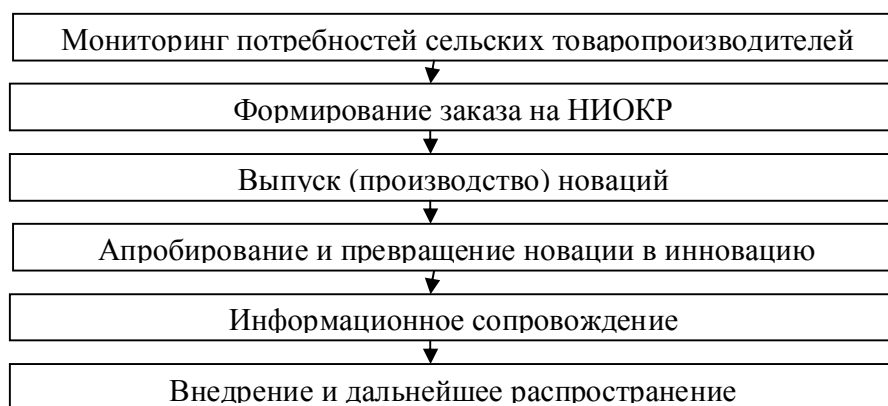 Мониторинг потребностей сельских товаропроизводителей
Формирование заказа на НИОКР
Выпуск (производство) новаций
Апробирование и превращение новации в инновацию
Информационное сопровождение
Внедрение и дальнейшее распространение